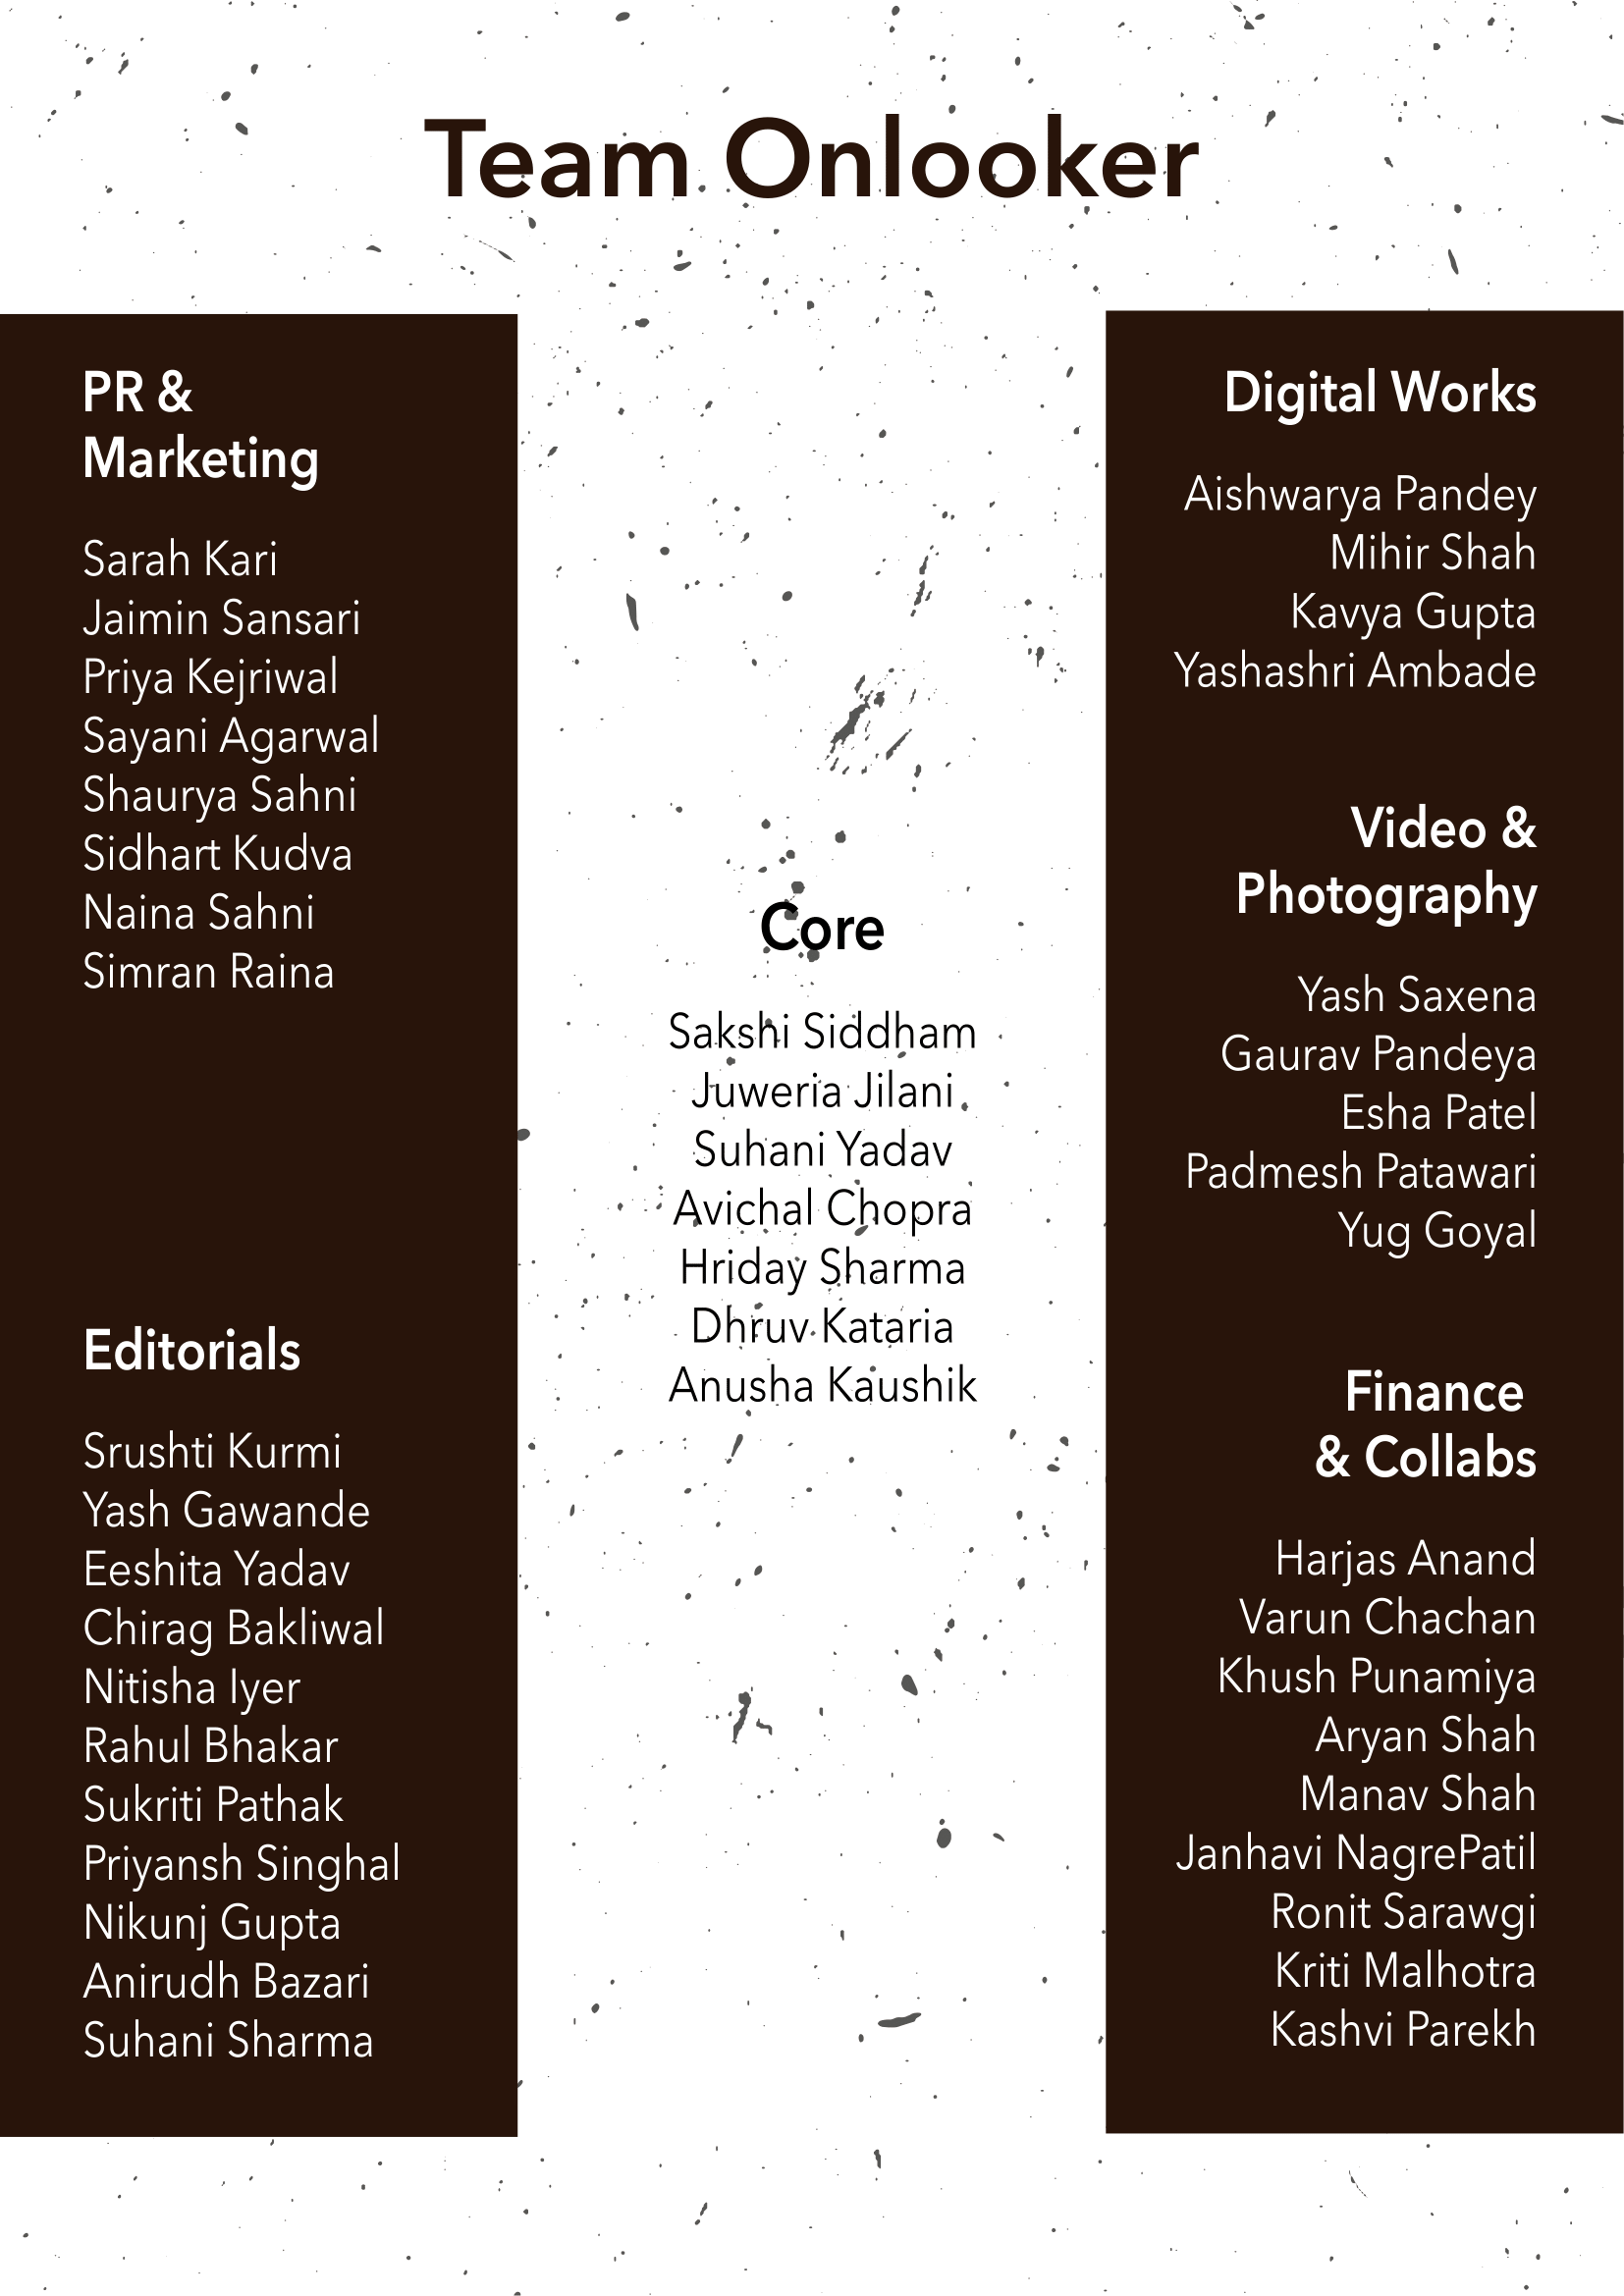 Team Onlooker
PR &
Marketing
Sarah Kari
Jaimin Sansari
Priya Kejriwal
Sayani Agarwal
Shaurya Sahni
Sidhart Kudva
Naina Sahni
Simran Raina
Editorials
Srushti Kurmi
Yash Gawande
Eeshita Yadav
Chirag Bakliwal
Nitisha Iyer
Rahul Bhakar
Sukriti Pathak
Priyansh Singhal
Nikunj Gupta
Anirudh Bazari
Suhani Sharma
Core
Sakshi Siddham
Juweria Jilani
Suhani Yadav
Avichal Chopra
Hriday Sharma
Dhruv Kataria
Anusha Kaushik
Digital Works
Aishwarya Pandey
Mihir Shah
Kavya Gupta
Yashashri Ambade
Video &
Photography
Yash Saxena
Gaurav Pandeya
Esha Patel
Padmesh Patawari
Yug Goyal
Finance
& Collabs
Harjas Anand
Varun Chachan
Khush Punamiya
Aryan Shah
Manav Shah
Janhavi NagrePatil
Ronit Sarawgi
Kriti Malhotra
Kashvi Parekh